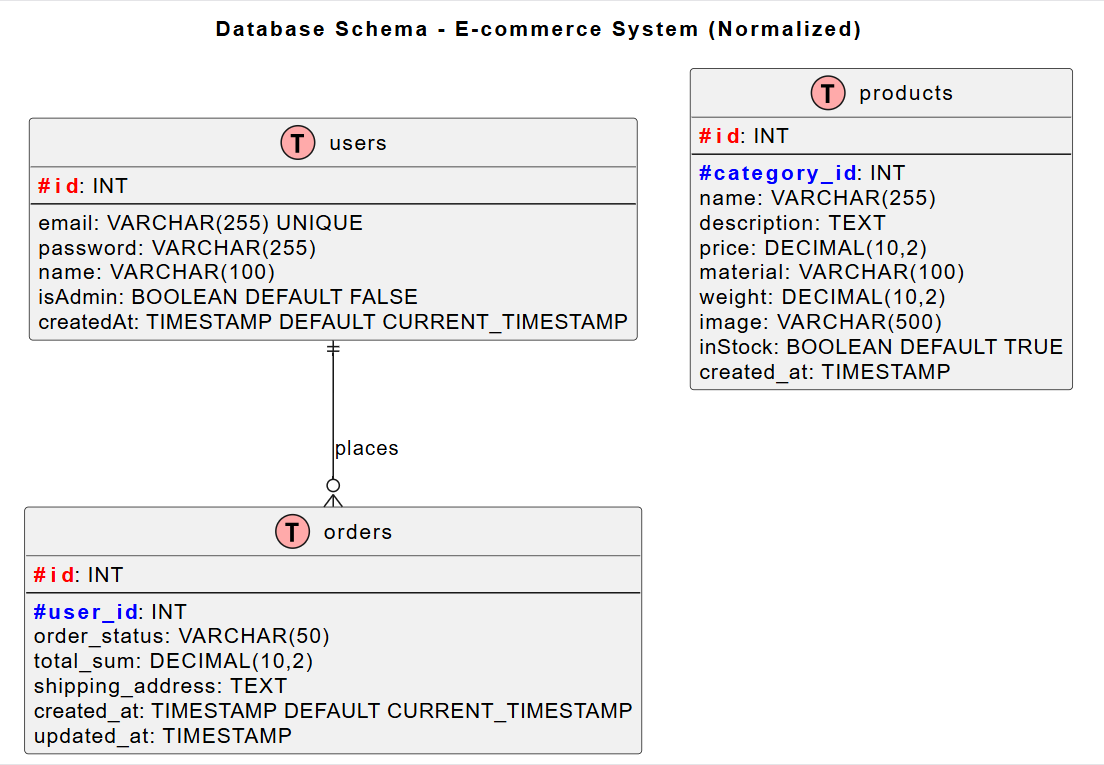 Database Schema - E-commerce System (Normalized)
T users
#id: INT
email: VARCHAR(255) UNIQUE
password: VARCHAR(255)
name: VARCHAR(100)
isAdmin: BOOLEAN DEFAULT FALSE
createdAt: TIMESTAMP DEFAULT CURRENT_TIMESTAMP
T products
#id: INT
#category_id: INT
name: VARCHAR(255)
description: TEXT
price: DECIMAL(10,2)
material: VARCHAR(100)
weight: DECIMAL(10,2)
image: VARCHAR(500)
inStock: BOOLEAN DEFAULT TRUE
created_at: TIMESTAMP
places
T orders
#id: INT
#user_id: INT
order_status: VARCHAR(50)
total_sum: DECIMAL(10,2)
shipping_address: TEXT
created_at: TIMESTAMP DEFAULT CURRENT_TIMESTAMP
updated_at: TIMESTAMP